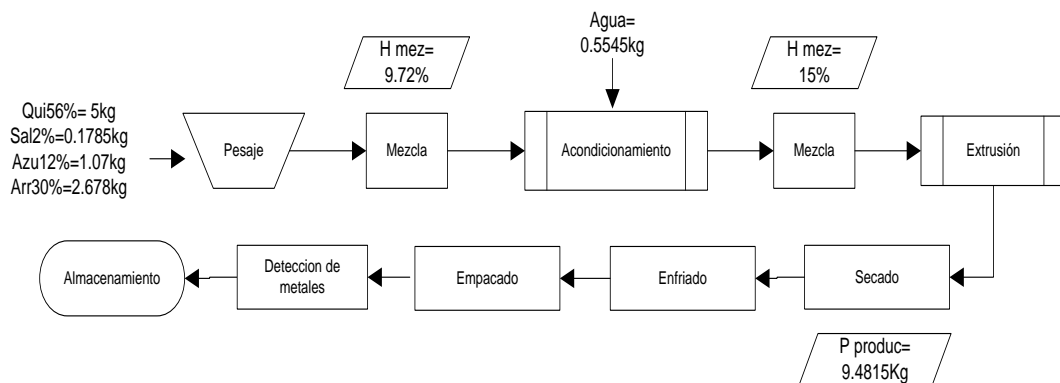 Agua=
0.5545kg
H mez=
9.72%
H mez=
15%
Qui56%= 5kg
Sal2%=0.1785kg
Azu12%=1.07kg
Arr30%=2.678kg
Pesaje
Mezcla
Acondicionamiento
Mezcla
Extrusión
Almacenamiento
Deteccion de
metales
Empacado
Enfriado
Secado
P produc=
9.4815Kg